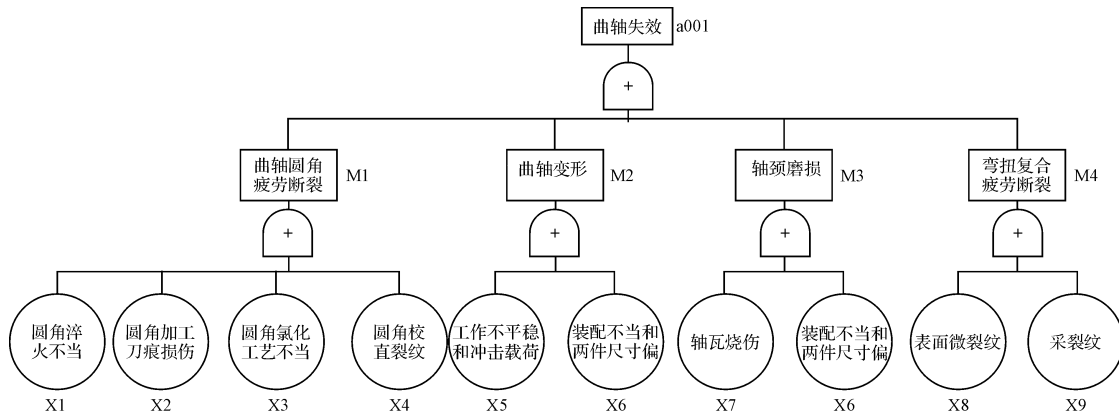 曲轴失效 a001
+
曲轴圆角
疲劳断裂 M1
曲轴变形 M2
轴颈磨损 M3
弯扭复合
疲劳断裂 M4
+
+
+
+
圆角淬
火不当
圆角加工
刀痕损伤
圆角氯化
工艺不当
圆角校
直裂纹
工作不平稳
和冲击载荷
装配不当和
两件尺寸偏
轴瓦烧伤
装配不当和
两件尺寸偏
表面微裂纹
采裂纹
X1 X2 X3 X4 X5 X6 X7 X6 X8 X9